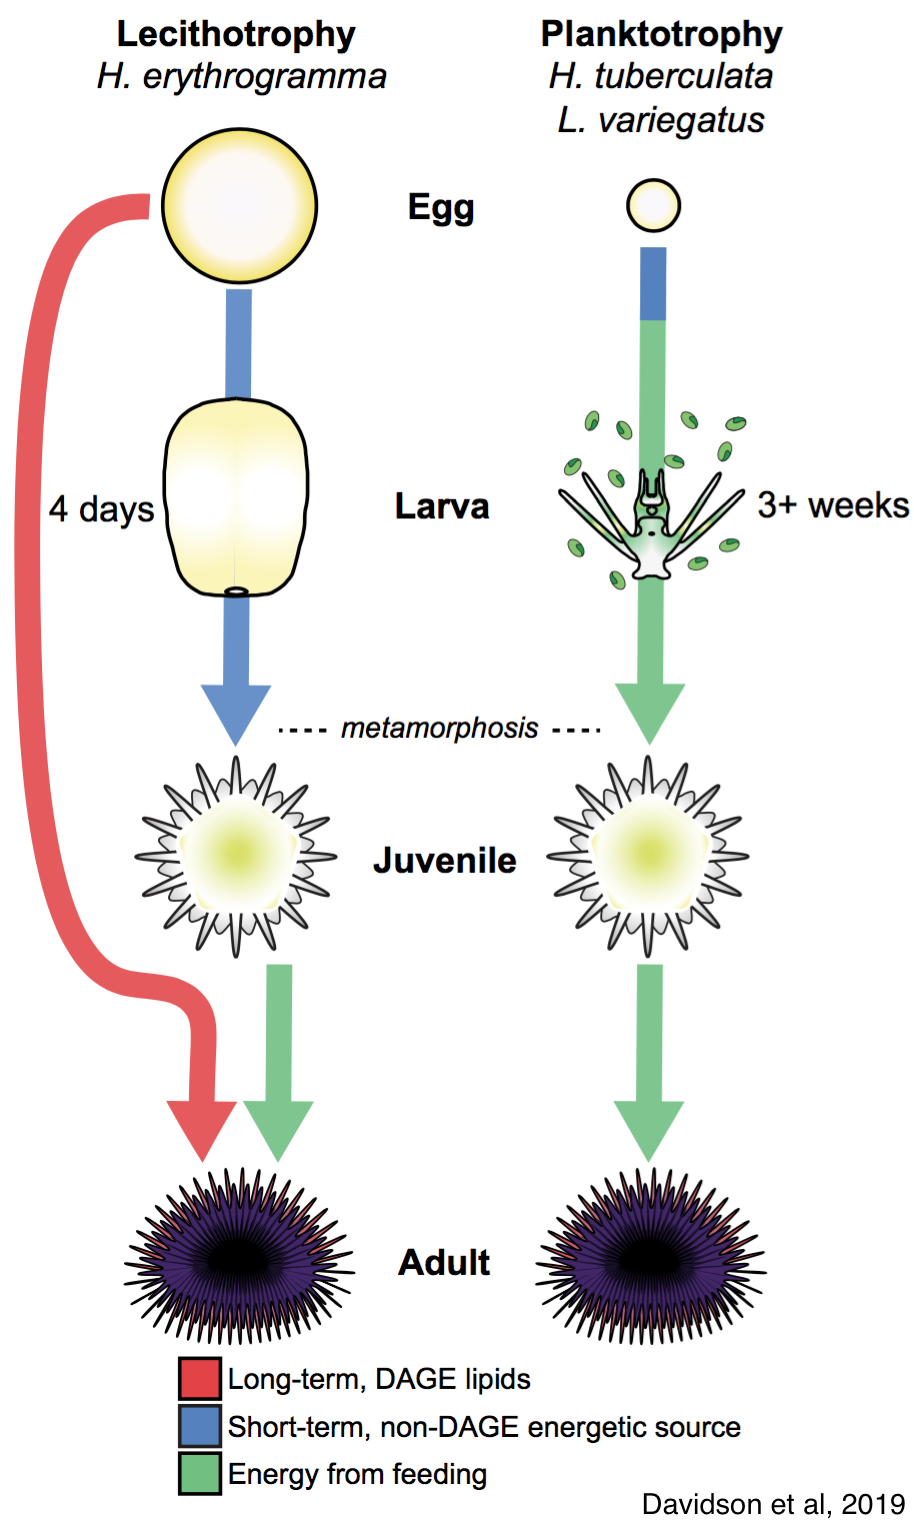 Lecithotrophy
H. erythrogramma
Planktotrophy
H. tuberculata
L. variegatus
Egg
4 days
Larva
3+ weeks
metamorphosis
Juvenile
Adult
Long-term, DAGE lipids
Short-term, non-DAGE energetic source
Energy from feeding
Davidson et al, 2019